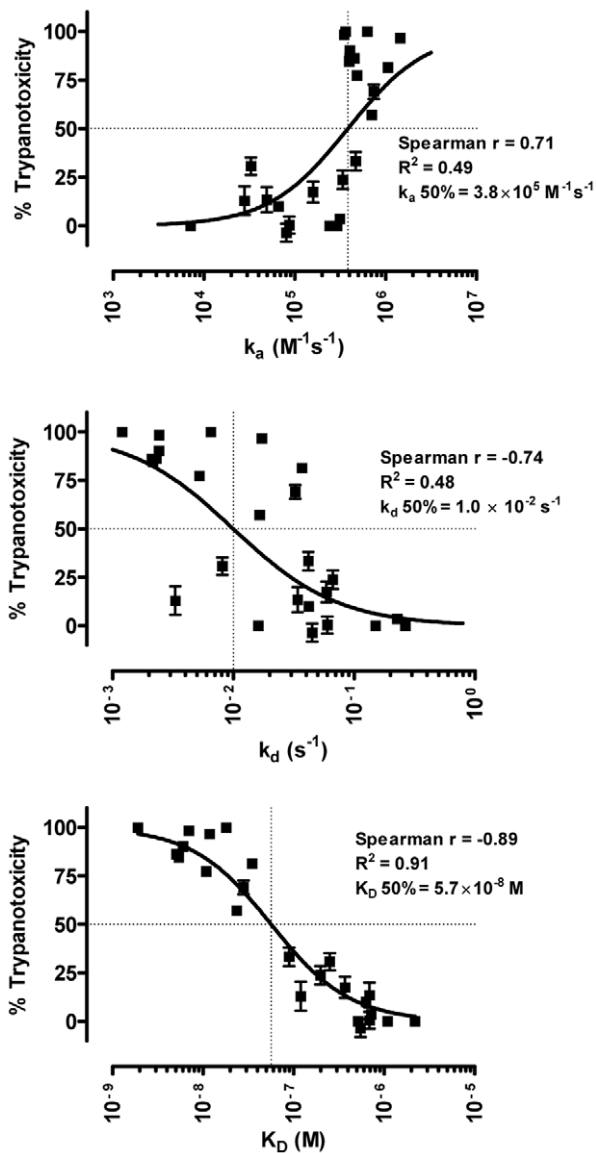 % Trypanotoxicity
100
75
50
25
0
Spearman r = 0.71
R² = 0.49
kₐ 50% = 3.8×10⁵ M⁻¹s⁻¹
10³
10⁴
10⁵
10⁶
10⁷
kₐ (M⁻¹s⁻¹)
% Trypanotoxicity
100
75
50
25
0
Spearman r = -0.74
R² = 0.48
k_d 50% = 1.0 × 10⁻² s⁻¹
10⁻³
10⁻²
10⁻¹
10⁰
k_d (s⁻¹)
% Trypanotoxicity
100
75
50
25
0
Spearman r = -0.89
R² = 0.91
K_D 50% = 5.7×10⁻⁸ M
10⁻⁹
10⁻⁸
10⁻⁷
10⁻⁶
10⁻⁵
K_D (M)